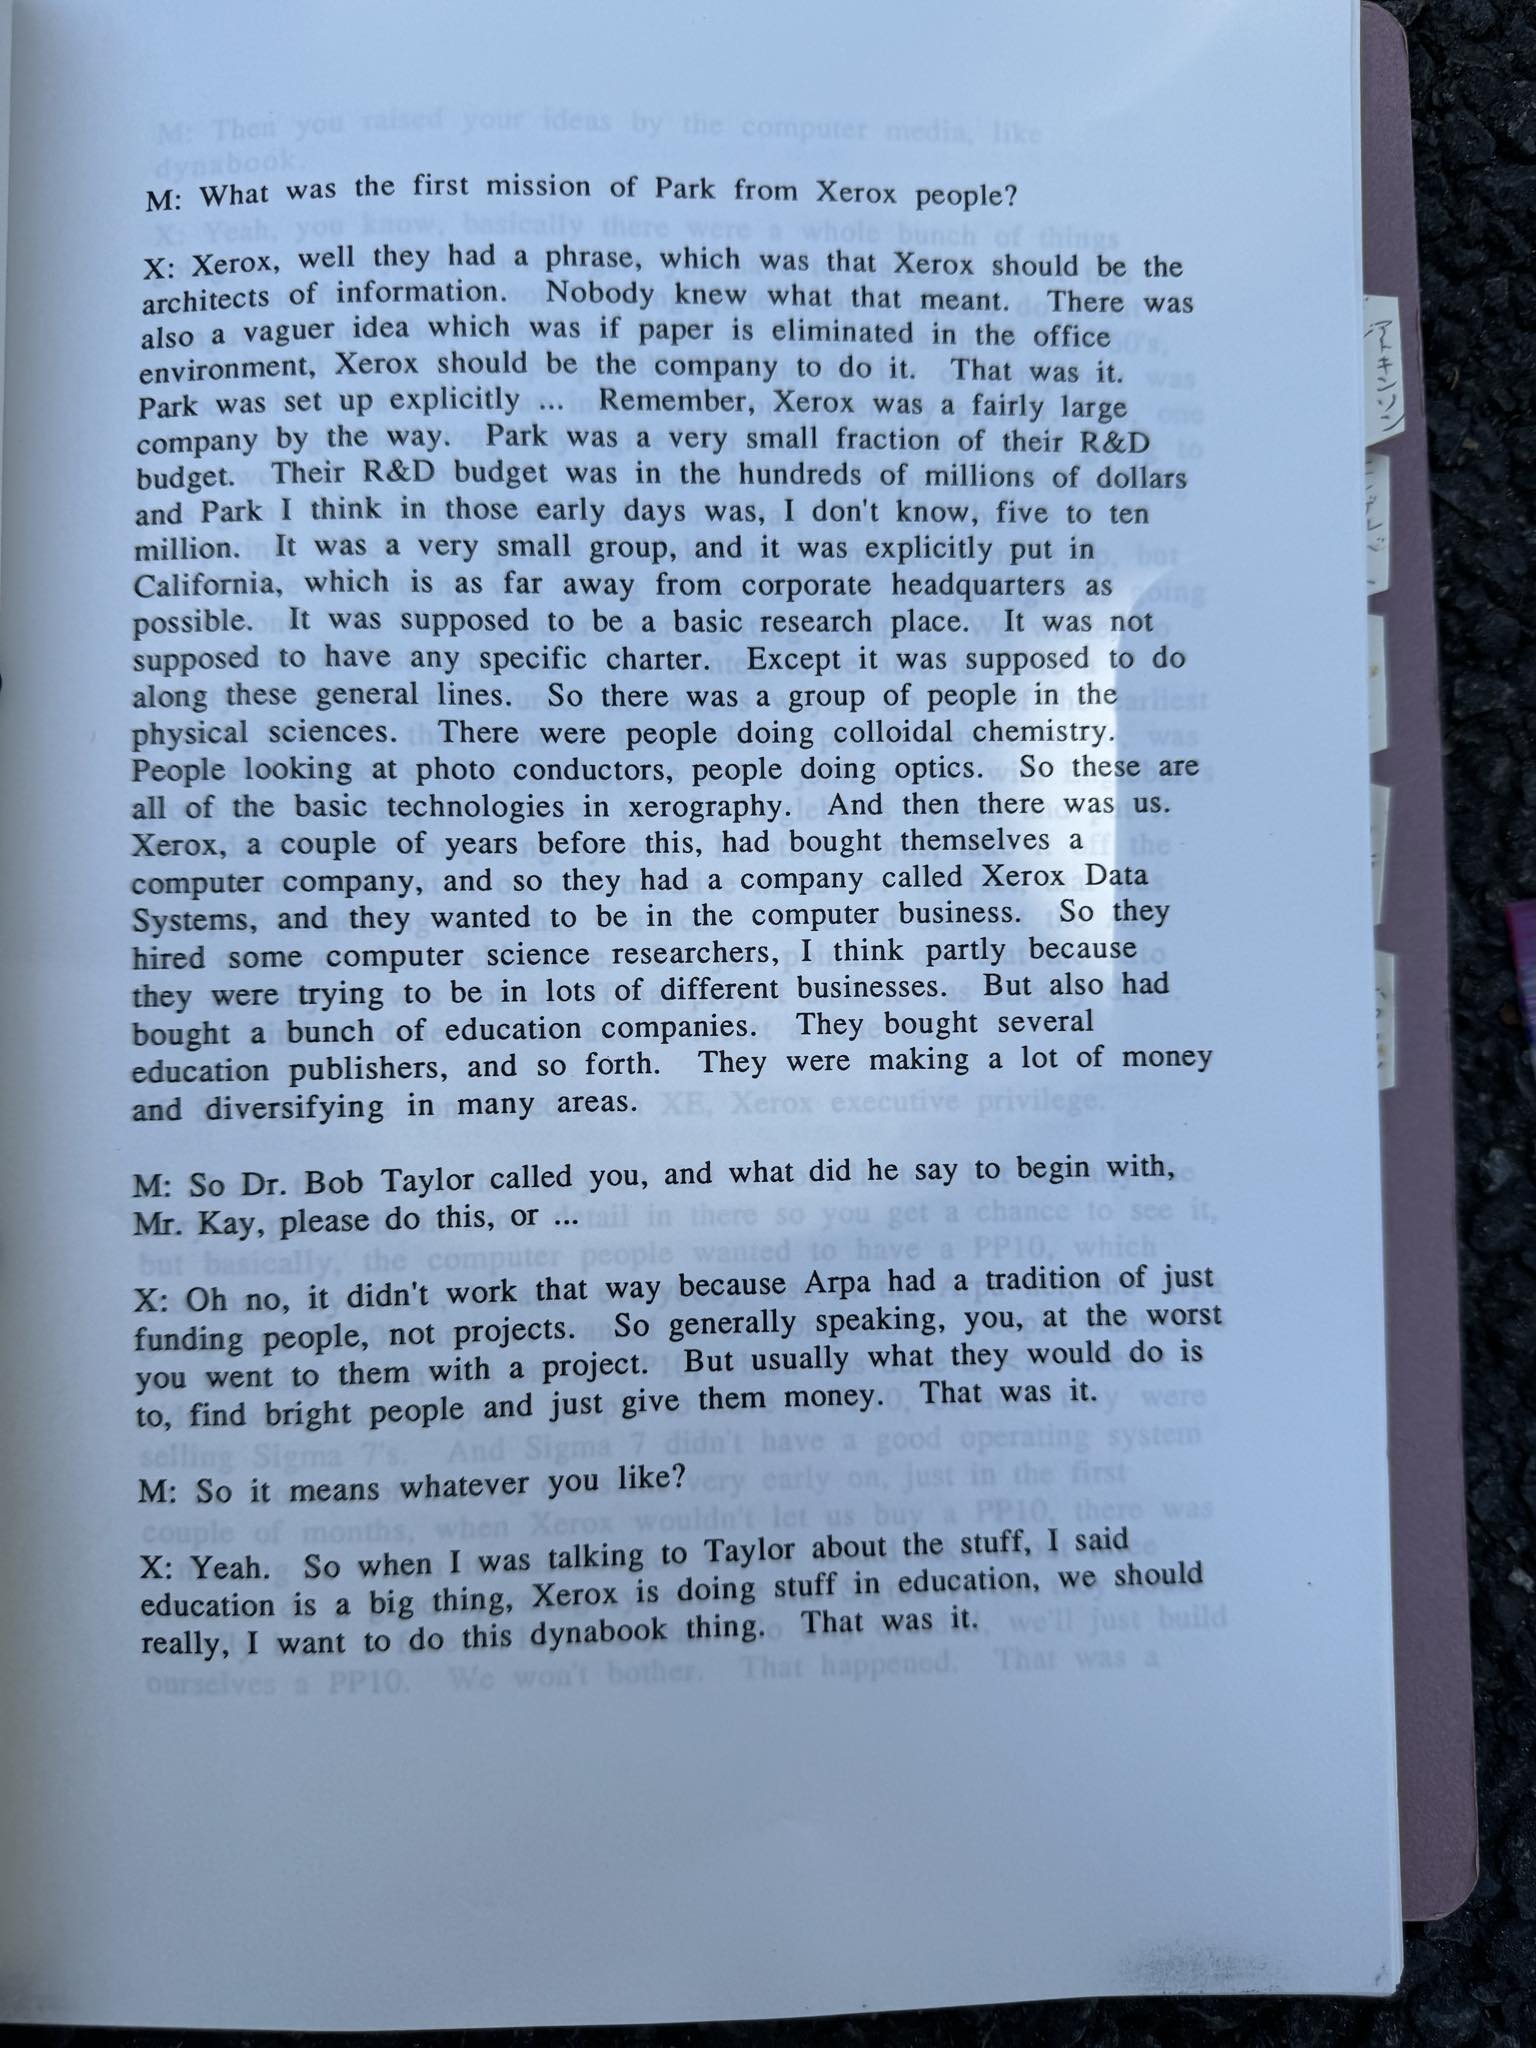 M: What was the first mission of Park from Xerox people?
X: Xerox, well they had a phrase, which was that Xerox should be the
architects of information. Nobody knew what that meant. There was
also a vaguer idea which was if paper is eliminated in the office
environment, Xerox should be the company to do it. That was it.
Park was set up explicitly ... Remember, Xerox was a fairly large
company by the way. Park was a very small fraction of their R&D
budget. Their R&D budget was in the hundreds of millions of dollars
and Park I think in those early days was, I don't know, five to ten
million. It was a very small group, and it was explicitly put in
California, which is as far away from corporate headquarters as
possible. It was supposed to be a basic research place. It was not
supposed to have any specific charter. Except it was supposed to do
along these general lines. So there was a group of people in the
physical sciences. There were people doing colloidal chemistry.
People looking at photo conductors, people doing optics. So these are
all of the basic technologies in xerography. And then there was us.
Xerox, a couple of years before this, had bought themselves a
computer company, and so they had a company called Xerox Data
Systems, and they wanted to be in the computer business. So they
hired some computer science researchers, I think partly because
they were trying to be in lots of different businesses. But also had
bought a bunch of education companies. They bought several
education publishers, and so forth. They were making a lot of money
and diversifying in many areas.
M: So Dr. Bob Taylor called you, and what did he say to begin with,
Mr. Kay, please do this, or ...
X: Oh no, it didn't work that way because Arpa had a tradition of just
funding people, not projects. So generally speaking, you, at the worst
you went to them with a project. But usually what they would do is
to, find bright people and just give them money. That was it.
M: So it means whatever you like?
X: Yeah. So when I was talking to Taylor about the stuff, I said
education is a big thing, Xerox is doing stuff in education, we should
really, I want to do this dynabook thing. That was it.